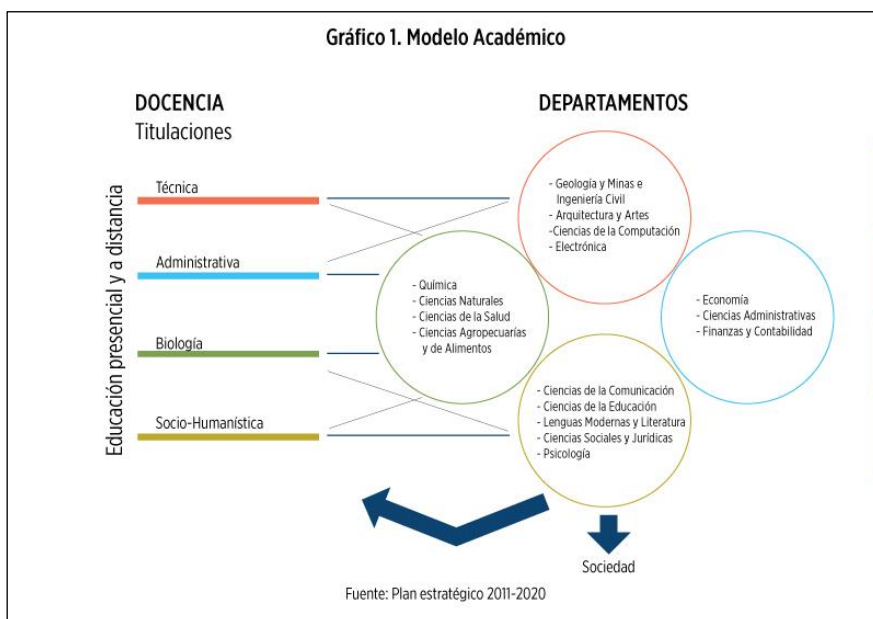 Gráfico 1. Modelo Académico
DOCENCIA
Titulaciones
DEPARTAMENTOS
Educación presencial y a distancia
Técnica
Administrativa
Biología
Socio-Humanística
- Geología y Minas e
Ingeniería Civil
- Arquitectura y Artes
-Ciencias de la Computación
- Electrónica
- Química
- Ciencias Naturales
- Ciencias de la Salud
- Ciencias Agropecuarías
y de Alimentos
- Economía
- Ciencias Administrativas
- Finanzas y Contabilidad
- Ciencias de la Comunicación
- Ciencias de la Educación
- Lenguas Modernas y Literatura
- Ciencias Sociales y Jurídicas
- Psicología
Sociedad
Fuente: Plan estratégico 2011-2020